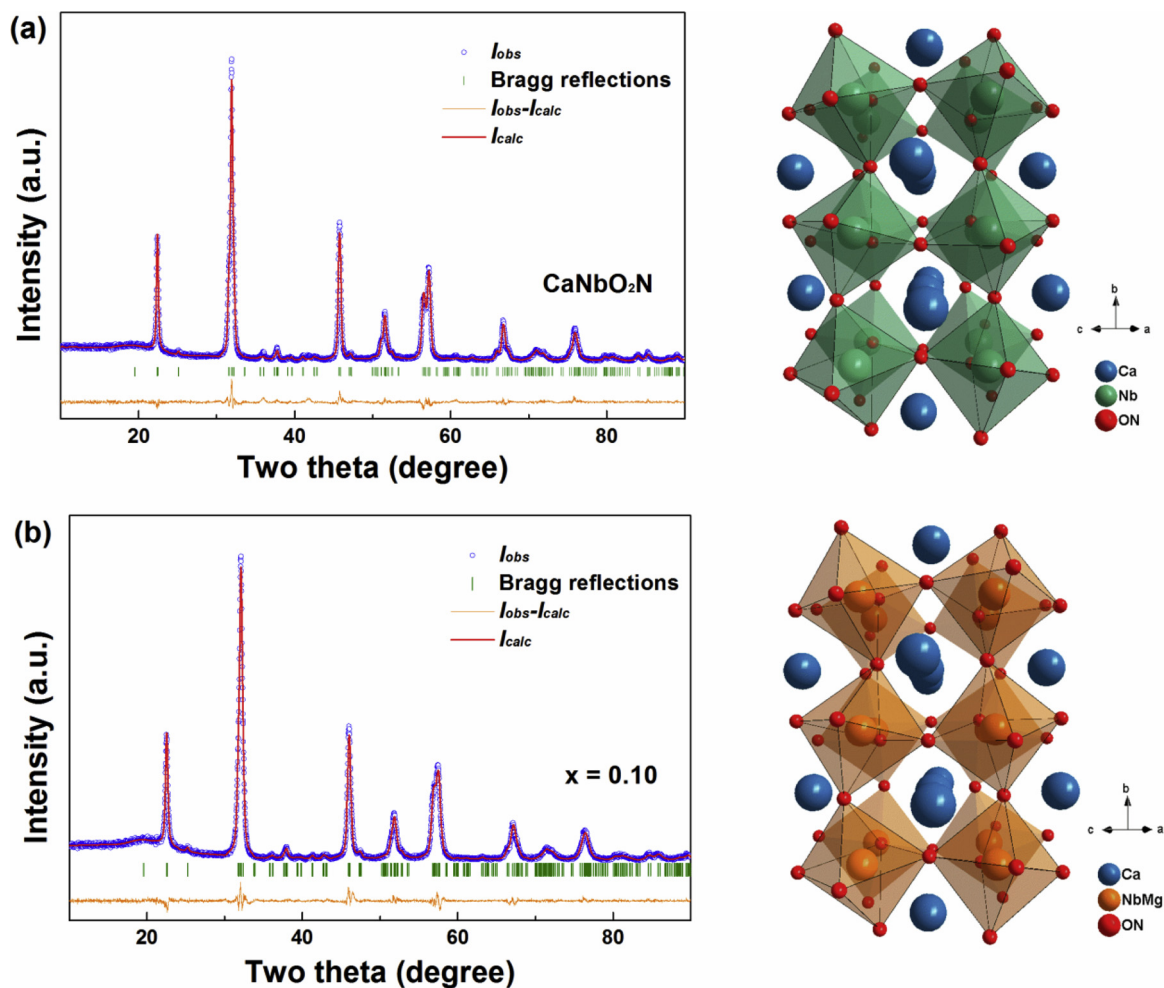 (a)
Iobs
Bragg reflections
Iobs-Icalc
Icalc
CaNbO₂N
Intensity (a.u.)
20 40 60 80
Two theta (degree)
b
c a
Ca
Nb
ON
(b)
Iobs
Bragg reflections
Iobs-Icalc
Icalc
x = 0.10
Intensity (a.u.)
20 40 60 80
Two theta (degree)
b
c a
Ca
NbMg
ON